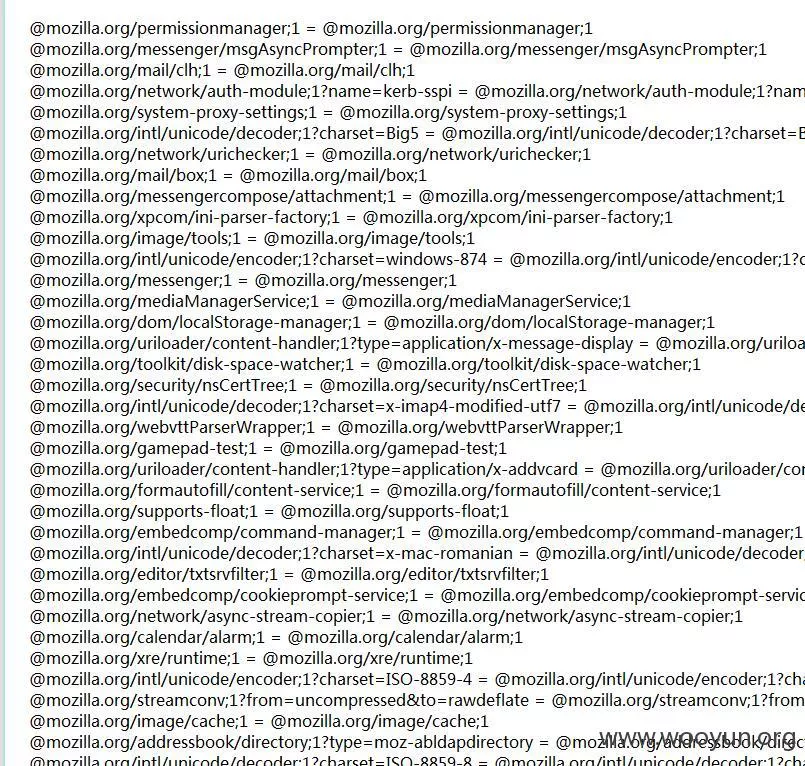 @mozilla.org/permissionmanager;1 = @mozilla.org/permissionmanager;1
@mozilla.org/messenger/msgAsyncPrompter;1 = @mozilla.org/messenger/msgAsyncPrompter;1
@mozilla.org/mail/clh;1 = @mozilla.org/mail/clh;1
@mozilla.org/network/auth-module;1?name=kerb-sspi = @mozilla.org/network/auth-module;1?nam
@mozilla.org/system-proxy-settings;1 = @mozilla.org/system-proxy-settings;1
@mozilla.org/intl/unicode/decoder;1?charset=Big5 = @mozilla.org/intl/unicode/decoder;1?charset=B
@mozilla.org/network/urichecker;1 = @mozilla.org/network/urichecker;1
@mozilla.org/mail/box;1 = @mozilla.org/mail/box;1
@mozilla.org/messengercompose/attachment;1 = @mozilla.org/messengercompose/attachment;1
@mozilla.org/xpcom/ini-parser-factory;1 = @mozilla.org/xpcom/ini-parser-factory;1
@mozilla.org/image/tools;1 = @mozilla.org/image/tools;1
@mozilla.org/intl/unicode/encoder;1?charset=windows-874 = @mozilla.org/intl/unicode/encoder;1?c
@mozilla.org/messenger;1 = @mozilla.org/messenger;1
@mozilla.org/mediaManagerService;1 = @mozilla.org/mediaManagerService;1
@mozilla.org/dom/localStorage-manager;1 = @mozilla.org/dom/localStorage-manager;1
@mozilla.org/uriloader/content-handler;1?type=application/x-message-display = @mozilla.org/uriloa
@mozilla.org/toolkit/disk-space-watcher;1 = @mozilla.org/toolkit/disk-space-watcher;1
@mozilla.org/security/nsCertTree;1 = @mozilla.org/security/nsCertTree;1
@mozilla.org/intl/unicode/decoder;1?charset=x-imap4-modified-utf7 = @mozilla.org/intl/unicode/de
@mozilla.org/webvttParserWrapper;1 = @mozilla.org/webvttParserWrapper;1
@mozilla.org/gamepad-test;1 = @mozilla.org/gamepad-test;1
@mozilla.org/uriloader/content-handler;1?type=application/x-addvcard = @mozilla.org/uriloader/con
@mozilla.org/formautofill/content-service;1 = @mozilla.org/formautofill/content-service;1
@mozilla.org/supports-float;1 = @mozilla.org/supports-float;1
@mozilla.org/embedcomp/command-manager;1 = @mozilla.org/embedcomp/command-manager;1
@mozilla.org/intl/unicode/decoder;1?charset=x-mac-romanian = @mozilla.org/intl/unicode/decoder;
@mozilla.org/editor/txtsrvfilter;1 = @mozilla.org/editor/txtsrvfilter;1
@mozilla.org/embedcomp/cookieprompt-service;1 = @mozilla.org/embedcomp/cookieprompt-servic
@mozilla.org/network/async-stream-copier;1 = @mozilla.org/network/async-stream-copier;1
@mozilla.org/calendar/alarm;1 = @mozilla.org/calendar/alarm;1
@mozilla.org/xre/runtime;1 = @mozilla.org/xre/runtime;1
@mozilla.org/intl/unicode/encoder;1?charset=ISO-8859-4 = @mozilla.org/intl/unicode/encoder;1?cha
@mozilla.org/streamconv;1?from=uncompressed&to=rawdeflate = @mozilla.org/streamconv;1?from
@mozilla.org/image/cache;1 = @mozilla.org/image/cache;1
www.wooyun.org
@mozilla.org/addressbook/directory;1?type=moz-abldapdirectory = @mozilla.org/addressbook/direc
@mozilla.org/intl/unicode/decoder;1?charset=ISO-8859-8 = @mozilla.org/intl/unicode/decoder;1?cha